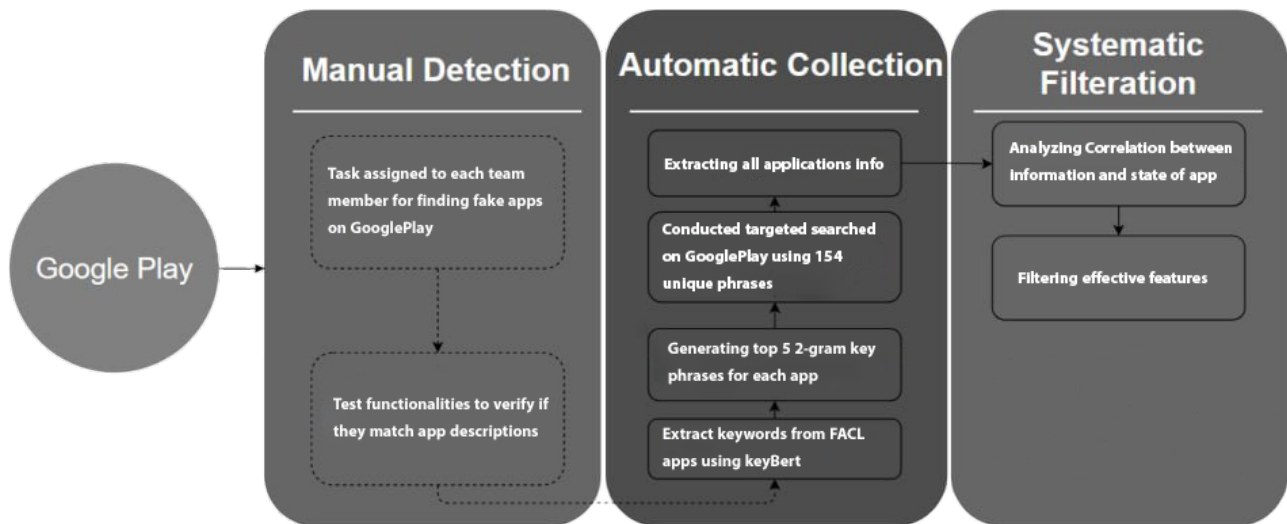 Google Play
Manual Detection
Task assigned to each team
member for finding fake apps
on GooglePlay
Test functionalities to verify if
they match app descriptions
Automatic Collection
Extracting all applications info
Conducted targeted searched
on GooglePlay using 154
unique phrases
Generating top 5 2-gram key
phrases for each app
Extract keywords from FACL
apps using keyBert
Systematic
Filteration
Analyzing Correlation between
information and state of app
Filtering effective features